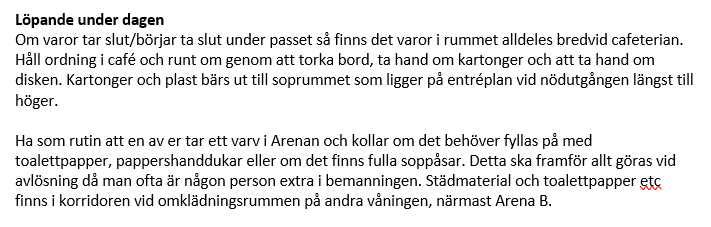 Löpande under dagen
Om varor tar slut/börjar ta slut under passet så finns det varor i rummet alldeles bredvid cafeterian.
Håll ordning i café och runt om genom att torka bord, ta hand om kartonger och att ta hand om
disken. Kartonger och plast bärs ut till soprummet som ligger på entréplan vid nödutgången längst till
höger.

Ha som rutin att en av er tar ett varv i Arenan och kollar om det behöver fyllas på med
toalettpapper, pappershanddukar eller om det finns fulla soppåsar. Detta ska framför allt göras vid
avlösning då man ofta är någon person extra i bemanningen. Städmaterial och toalettpapper etc
finns i korridoren vid omklädningsrummen på andra våningen, närmast Arena B.